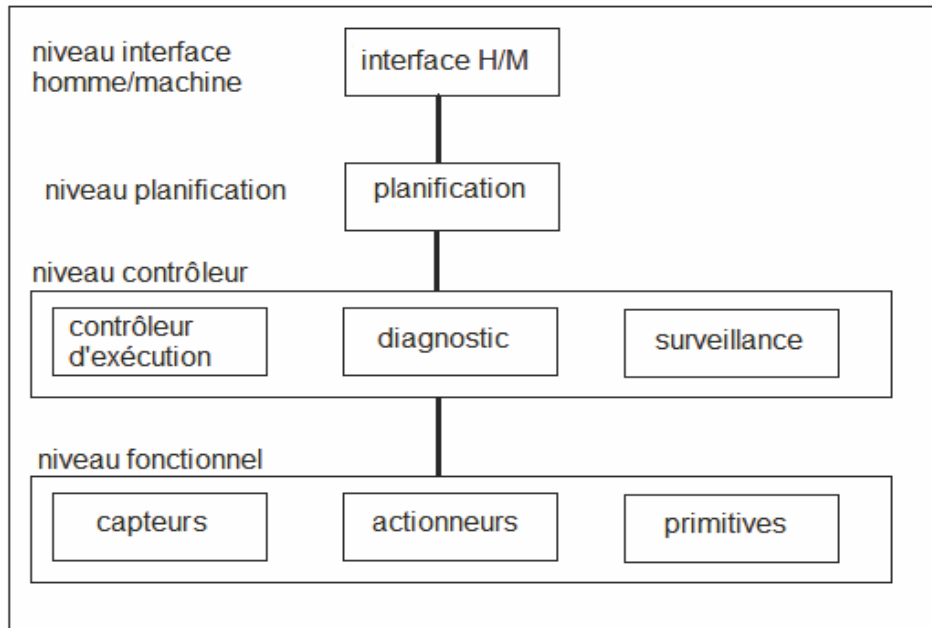 niveau interface
homme/machine
interface H/M
niveau planification
planification
niveau contrôleur
contrôleur
d'exécution
diagnostic
surveillance
niveau fonctionnel
capteurs
actionneurs
primitives